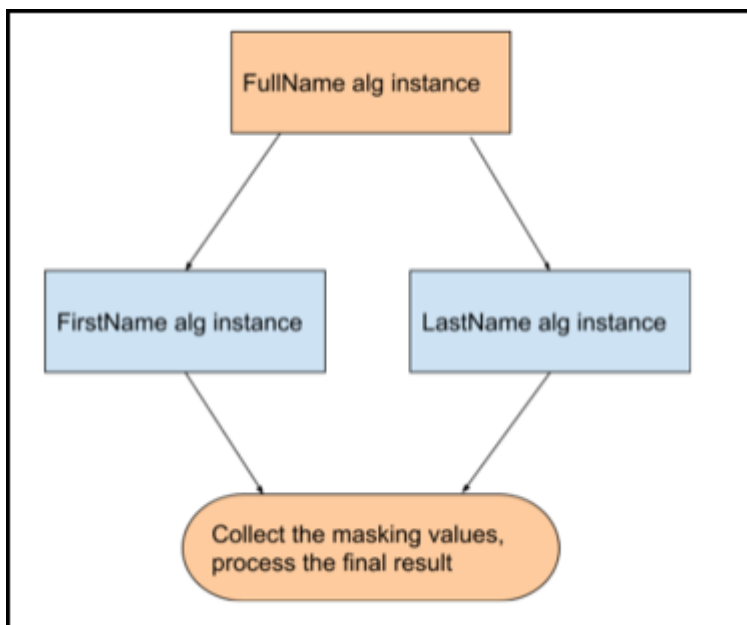 FullName alg instance
FirstName alg instance
LastName alg instance
Collect the masking values,
process the final result